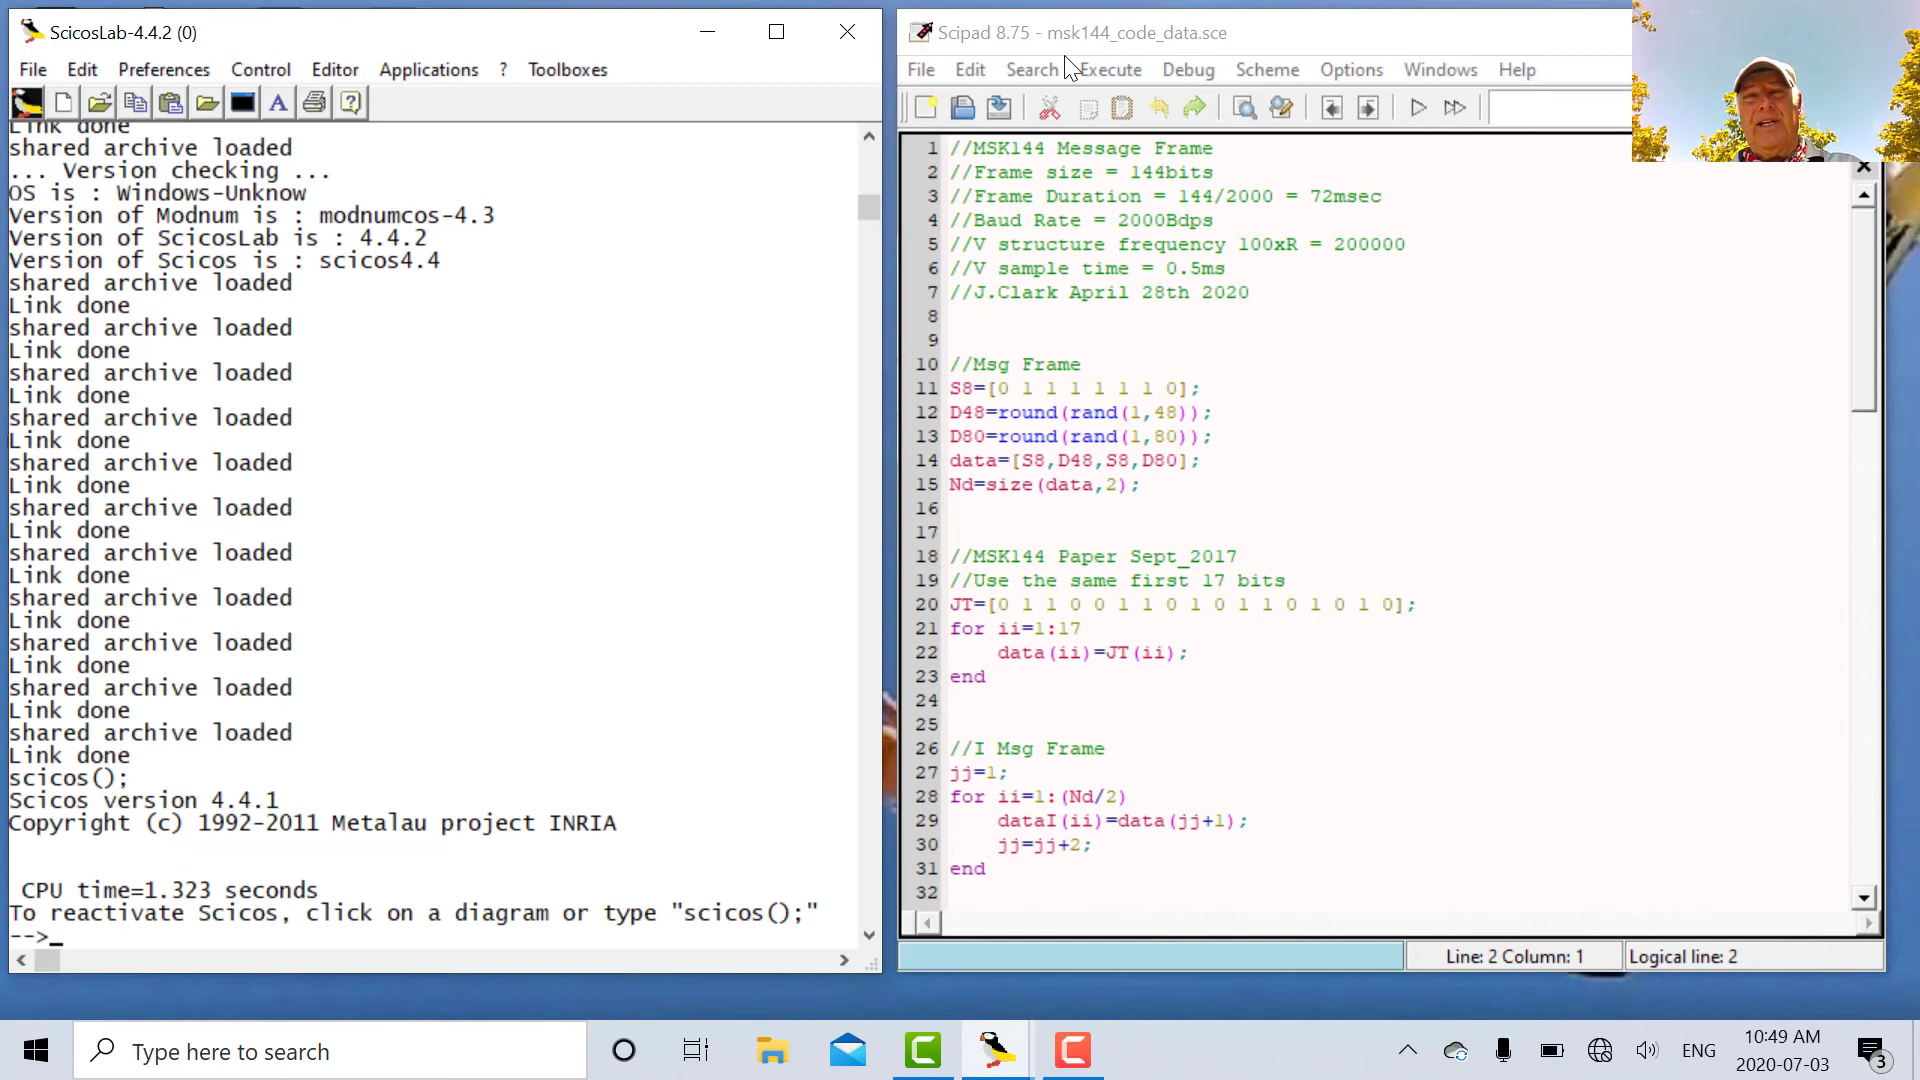 ScicosLab-4.4.2 (0)
File Edit Preferences Control Editor Applications ? Toolboxes
Link done
shared archive loaded
... Version checking ...
OS is : Windows-Unknow
Version of Modnum is : modnumcos-4.3
Version of ScicosLab is : 4.4.2
Version of Scicos is : scicos4.4
shared archive loaded
Link done
shared archive loaded
Link done
shared archive loaded
Link done
shared archive loaded
Link done
shared archive loaded
Link done
shared archive loaded
Link done
shared archive loaded
Link done
shared archive loaded
Link done
shared archive loaded
Link done
shared archive loaded
Link done
shared archive loaded
Link done
scicos();
Scicos version 4.4.1
Copyright (c) 1992-2011 Metalau project INRIA
CPU time=1.323 seconds
To reactivate Scicos, click on a diagram or type "scicos();"
-->_
Scipad 8.75 - msk144_code_data.sce
File Edit Search Execute Debug Scheme Options Windows Help
1 //MSK144 Message Frame
2 //Frame size = 144bits
3 //Frame Duration = 144/2000 = 72msec
4 //Baud Rate = 2000Bdps
5 //V structure frequency 100xR = 200000
6 //V sample time = 0.5ms
7 //J.Clark April 28th 2020
8
9
10 //Msg Frame
11 S8=[0 1 1 1 1 1 1 0];
12 D48=round(rand(1,48));
13 D80=round(rand(1,80));
14 data=[S8,D48,S8,D80];
15 Nd=size(data,2);
16
17
18 //MSK144 Paper Sept_2017
19 //Use the same first 17 bits
20 JT=[0 1 1 0 0 1 1 0 1 0 1 1 0 1 0 1 0];
21 for ii=1:17
22 data(ii)=JT(ii);
23 end
24
25
26 //I Msg Frame
27 jj=1;
28 for ii=1:(Nd/2)
29 dataI(ii)=data(jj+1);
30 jj=jj+2;
31 end
32
Line: 2 Column: 1 Logical line: 2
Type here to search
ENG
10:49 AM
2020-07-03
3